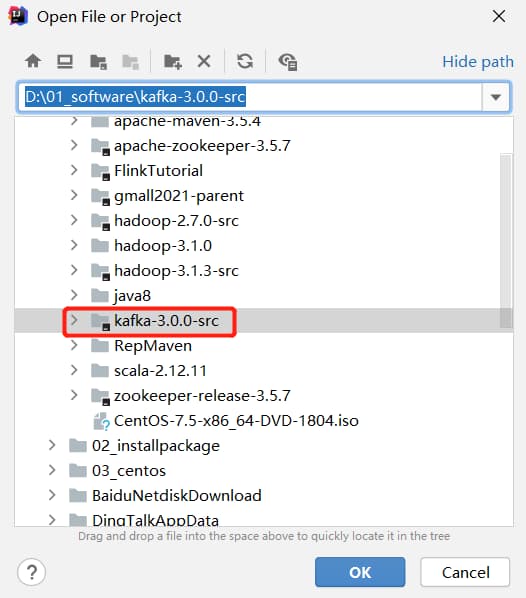 Open File or Project
Hide path
D:\01_software\kafka-3.0.0-src
apache-maven-3.5.4
apache-zookeeper-3.5.7
FlinkTutorial
gmall2021-parent
hadoop-2.7.0-src
hadoop-3.1.0
hadoop-3.1.3-src
java8
kafka-3.0.0-src
RepMaven
scala-2.12.11
zookeeper-release-3.5.7
CentOS-7.5-x86_64-DVD-1804.iso
02_installpackage
03_centos
BaiduNetdiskDownload
DingTalkAppData
Drag and drop a file into the space above to quickly locate it in the tree
?
OK
Cancel